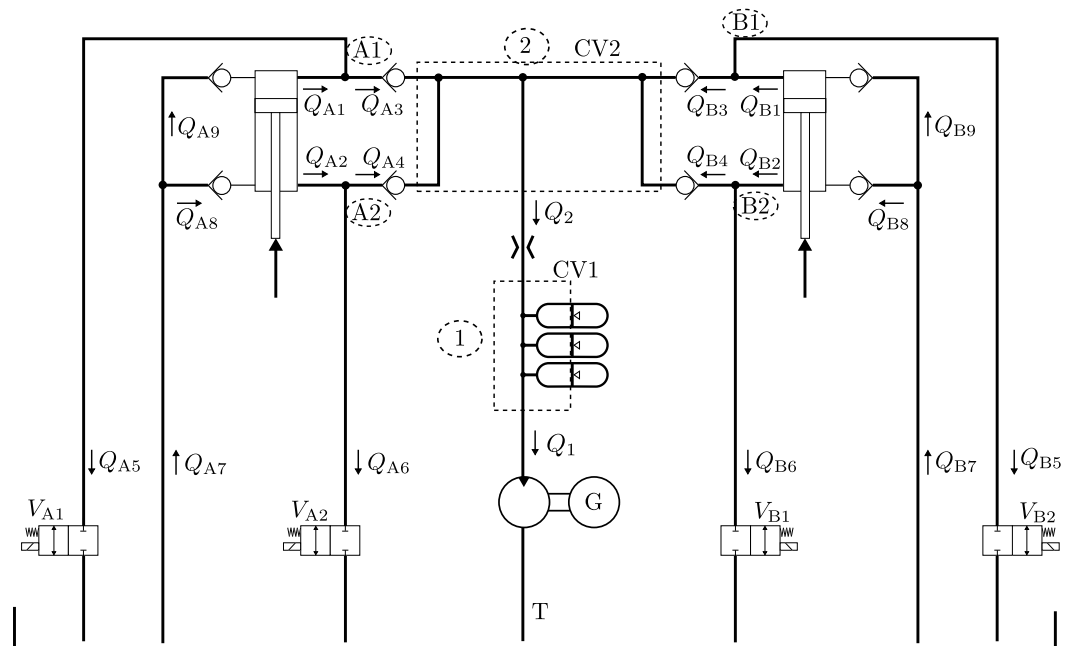 A1 2 CV2 B1
Q_A1 Q_A3 Q_B3 Q_B1
Q_A9 Q_B9
Q_A2 Q_A4 Q_B4 Q_B2
Q_A8 A2 Q_2 B2 Q_B8
CV1
1
Q_A5 Q_A7 Q_A6 Q_1 Q_B6 Q_B7 Q_B5
V_A1 V_A2 G V_B1 V_B2
T